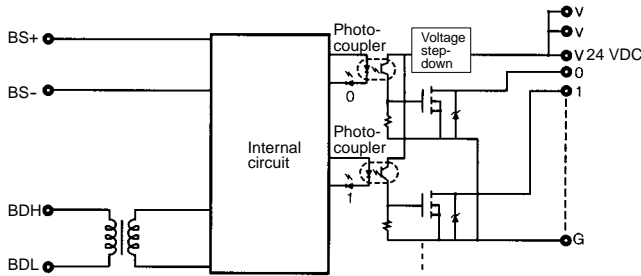 BS+
BS-
BDH
BDL
Internal
circuit
Photo-
coupler
0
Photo-
coupler
1
Voltage
step-
down
V
V
V 24 VDC
0
1
G